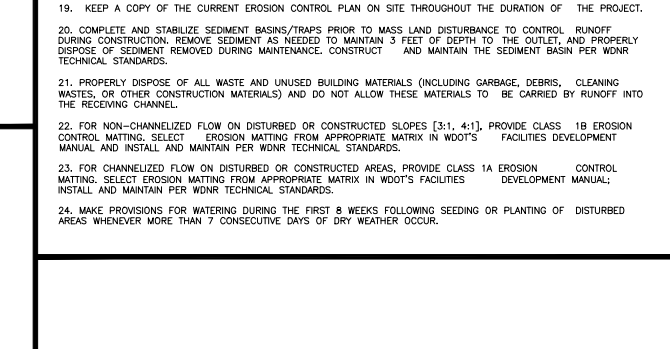 19. KEEP A COPY OF THE CURRENT EROSION CONTROL PLAN ON SITE THROUGHOUT THE DURATION OF THE PROJECT.
20. COMPLETE AND STABILIZE SEDIMENT BASINS/TRAPS PRIOR TO MASS LAND DISTURBANCE TO CONTROL RUNOFF
DURING CONSTRUCTION. REMOVE SEDIMENT AS NEEDED TO MAINTAIN 3 FEET OF DEPTH TO THE OUTLET, AND PROPERLY
DISPOSE OF SEDIMENT REMOVED DURING MAINTENANCE. CONSTRUCT AND MAINTAIN THE SEDIMENT BASIN PER WDNR
TECHNICAL STANDARDS.
21. PROPERLY DISPOSE OF ALL WASTE AND UNUSED BUILDING MATERIALS (INCLUDING GARBAGE, DEBRIS, CLEANING
WASTES, OR OTHER CONSTRUCTION MATERIALS) AND DO NOT ALLOW THESE MATERIALS TO BE CARRIED BY RUNOFF INTO
THE RECEIVING CHANNEL.
22. FOR NON-CHANNELIZED FLOW ON DISTURBED OR CONSTRUCTED SLOPES [3:1, 4:1], PROVIDE CLASS 1B EROSION
CONTROL MATTING. SELECT EROSION MATTING FROM APPROPRIATE MATRIX IN WDOT'S FACILITIES DEVELOPMENT
MANUAL AND INSTALL AND MAINTAIN PER WDNR TECHNICAL STANDARDS.
23. FOR CHANNELIZED FLOW ON DISTURBED OR CONSTRUCTED AREAS, PROVIDE CLASS 1A EROSION CONTROL
MATTING. SELECT EROSION MATTING FROM APPROPRIATE MATRIX IN WDOT'S FACILITIES DEVELOPMENT MANUAL;
INSTALL AND MAINTAIN PER WDNR TECHNICAL STANDARDS.
24. MAKE PROVISIONS FOR WATERING DURING THE FIRST 8 WEEKS FOLLOWING SEEDING OR PLANTING OF DISTURBED
AREAS WHENEVER MORE THAN 7 CONSECUTIVE DAYS OF DRY WEATHER OCCUR.